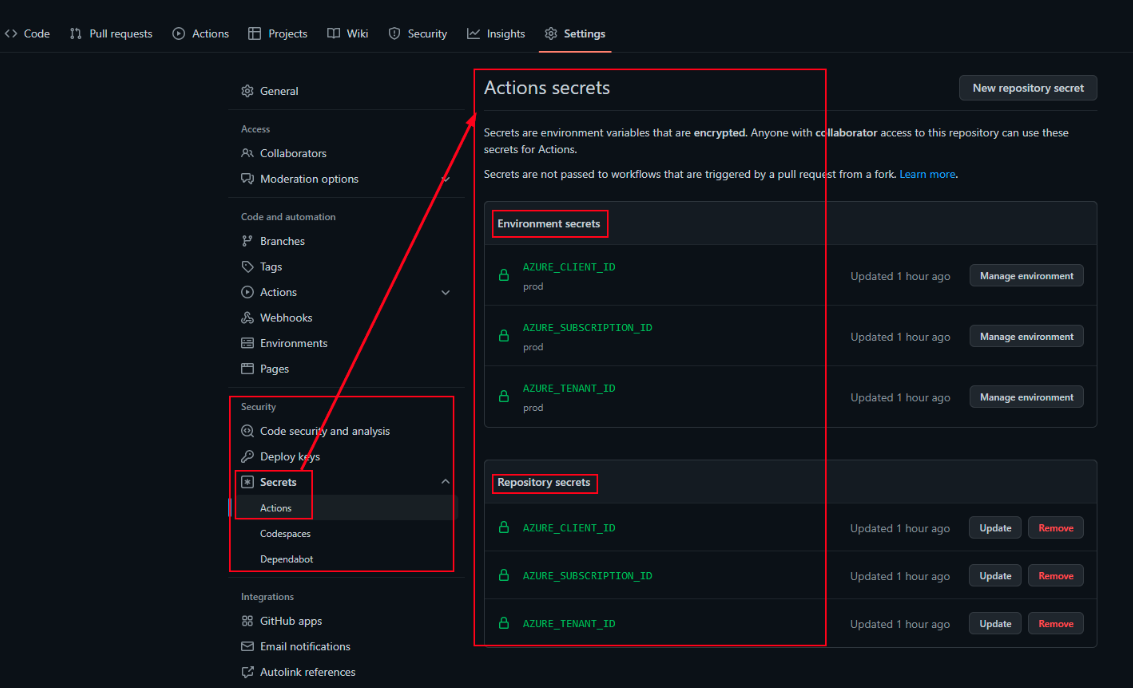 Code Pull requests Actions Projects Wiki Security Insights Settings
General
Access
Collaborators
Moderation options
Code and automation
Branches
Tags
Actions
Webhooks
Environments
Pages
Security
Code security and analysis
Deploy keys
Secrets
Actions
Codespaces
Dependabot
Integrations
GitHub apps
Email notifications
Autolink references
Actions secrets
New repository secret
Secrets are environment variables that are encrypted. Anyone with collaborator access to this repository can use these
secrets for Actions.
Secrets are not passed to workflows that are triggered by a pull request from a fork. Learn more.
Environment secrets
AZURE_CLIENT_ID
prod
Updated 1 hour ago Manage environment
AZURE_SUBSCRIPTION_ID
prod
Updated 1 hour ago Manage environment
AZURE_TENANT_ID
prod
Updated 1 hour ago Manage environment
Repository secrets
AZURE_CLIENT_ID Updated 1 hour ago Update Remove
AZURE_SUBSCRIPTION_ID Updated 1 hour ago Update Remove
AZURE_TENANT_ID Updated 1 hour ago Update Remove